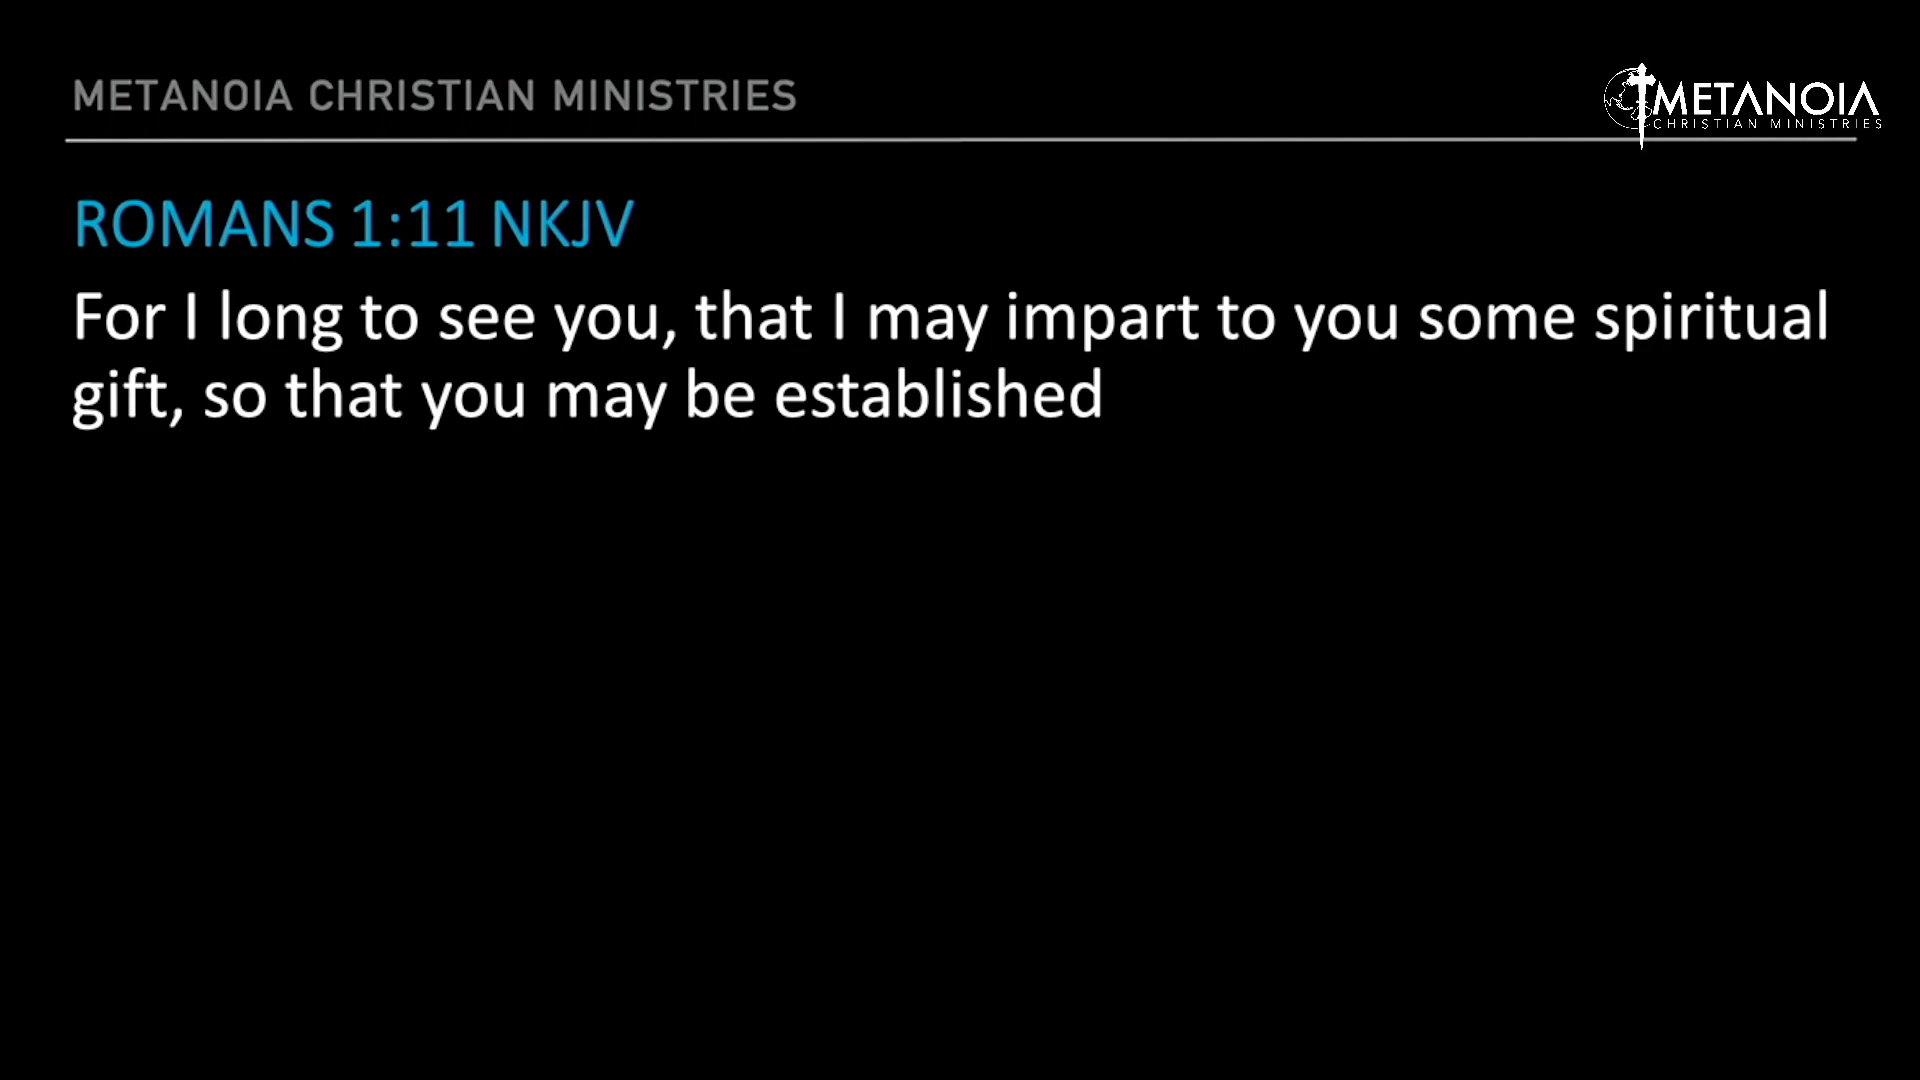 METANOIA CHRISTIAN MINISTRIES
METANOIA
CHRISTIAN MINISTRIES
ROMANS 1:11 NKJV
For I long to see you, that I may impart to you some spiritual
gift, so that you may be established